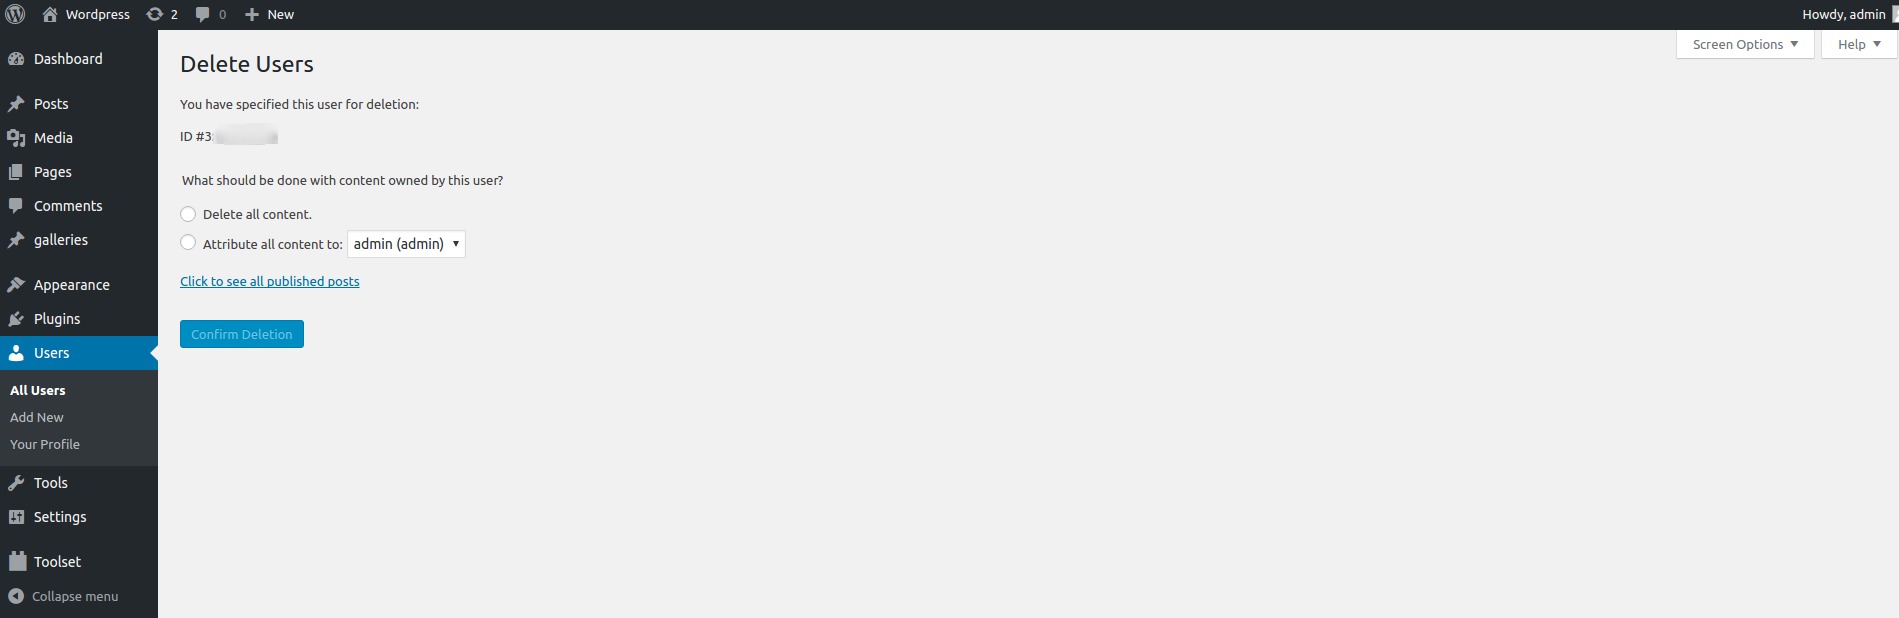 Wordpress 2 0 New Howdy, admin
Screen Options Help
Dashboard
Posts
Media
Pages
Comments
galleries
Appearance
Plugins
Users
All Users
Add New
Your Profile
Tools
Settings
Toolset
Collapse menu
Delete Users
You have specified this user for deletion:
ID #3:
What should be done with content owned by this user?
Delete all content.
Attribute all content to: admin (admin)
Click to see all published posts
Confirm Deletion